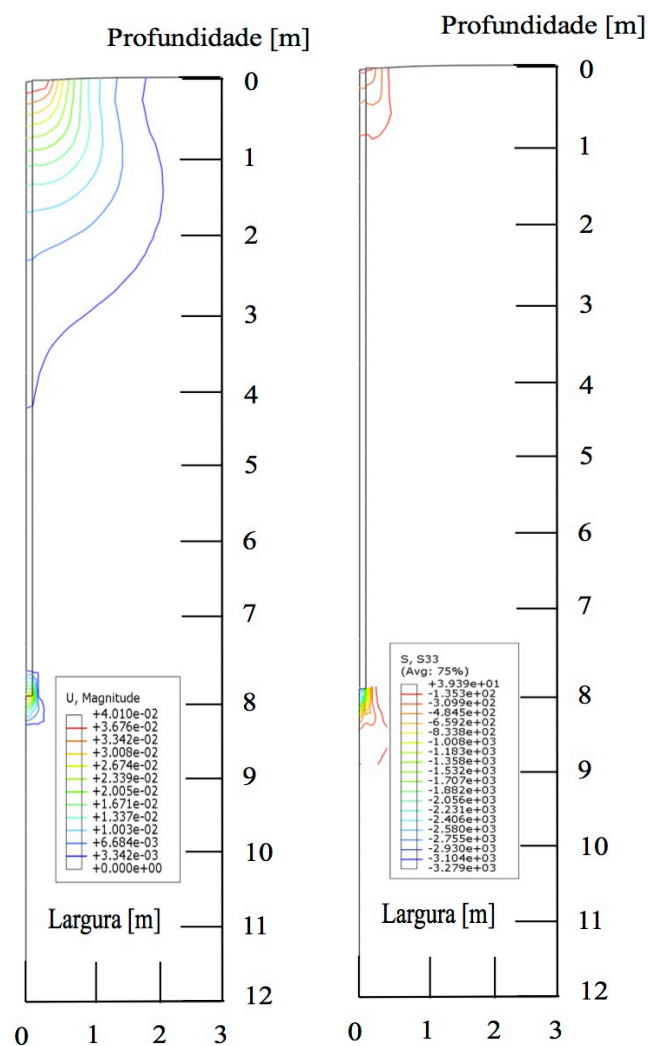 Profundidade [m]
0
1
2
3
4
5
6
7
8
9
10
11
12
U, Magnitude
+4.010e-02
+3.676e-02
+3.342e-02
+3.008e-02
+2.674e-02
+2.339e-02
+2.005e-02
+1.671e-02
+1.337e-02
+1.003e-02
+6.684e-03
+3.342e-03
+0.000e+00
Largura [m]
0 1 2 3
Profundidade [m]
0
1
2
3
4
5
6
7
8
9
10
11
12
S, S33
(Avg: 75%)
+3.939e+01
-1.353e+02
-3.099e+02
-4.845e+02
-6.592e+02
-8.338e+02
-1.008e+03
-1.183e+03
-1.358e+03
-1.532e+03
-1.707e+03
-1.882e+03
-2.056e+03
-2.231e+03
-2.406e+03
-2.580e+03
-2.755e+03
-2.930e+03
-3.104e+03
-3.279e+03
Largura [m]
0 1 2 3